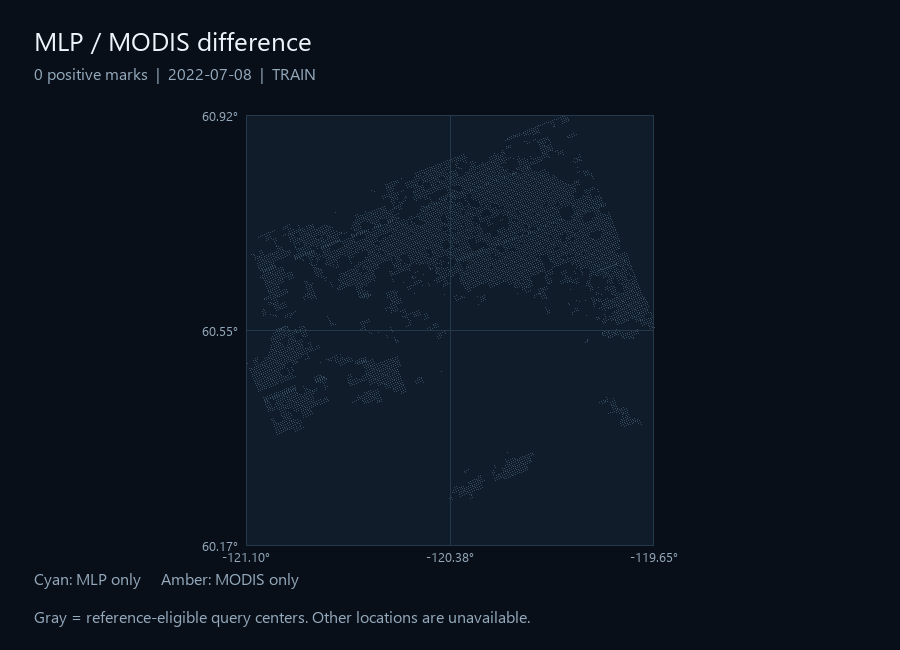 MLP / MODIS difference
0 positive marks | 2022-07-08 | TRAIN
60.92°
60.55°
60.17°
-121.10° -120.38° -119.65°
Cyan: MLP only Amber: MODIS only
Gray = reference-eligible query centers. Other locations are unavailable.